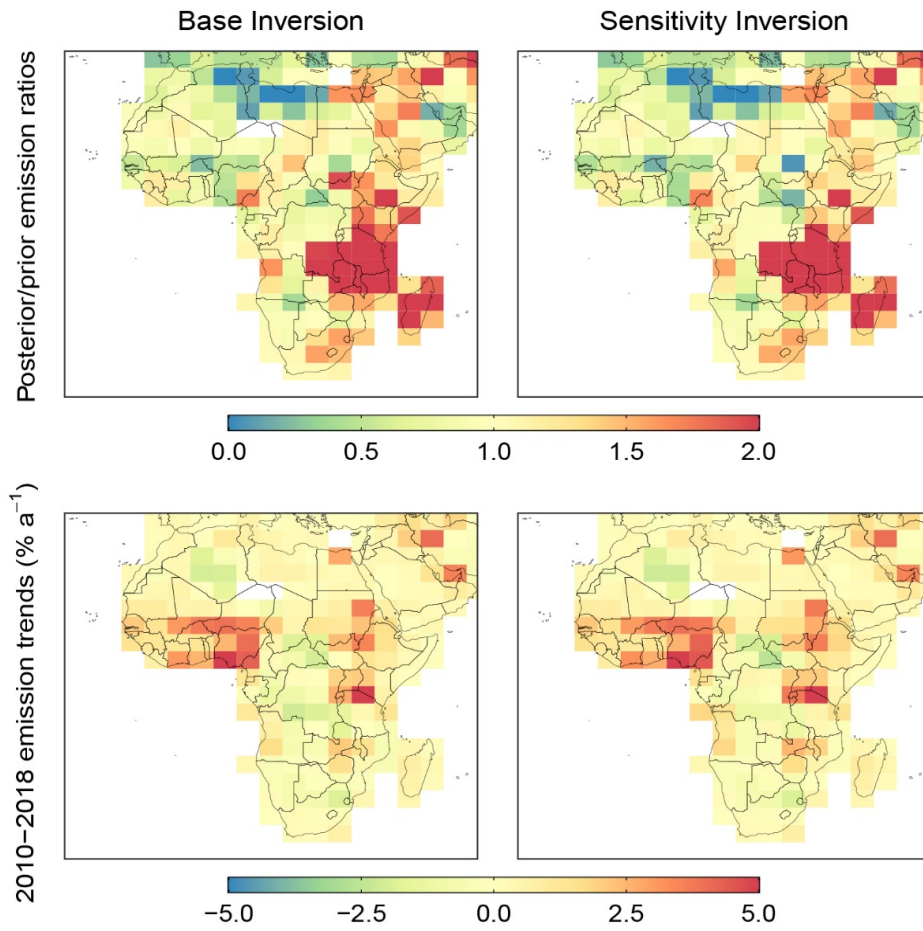 Base Inversion
Sensitivity Inversion
Posterior/prior emission ratios
0.0 0.5 1.0 1.5 2.0
2010−2018 emission trends (% a⁻¹)
−5.0 −2.5 0.0 2.5 5.0